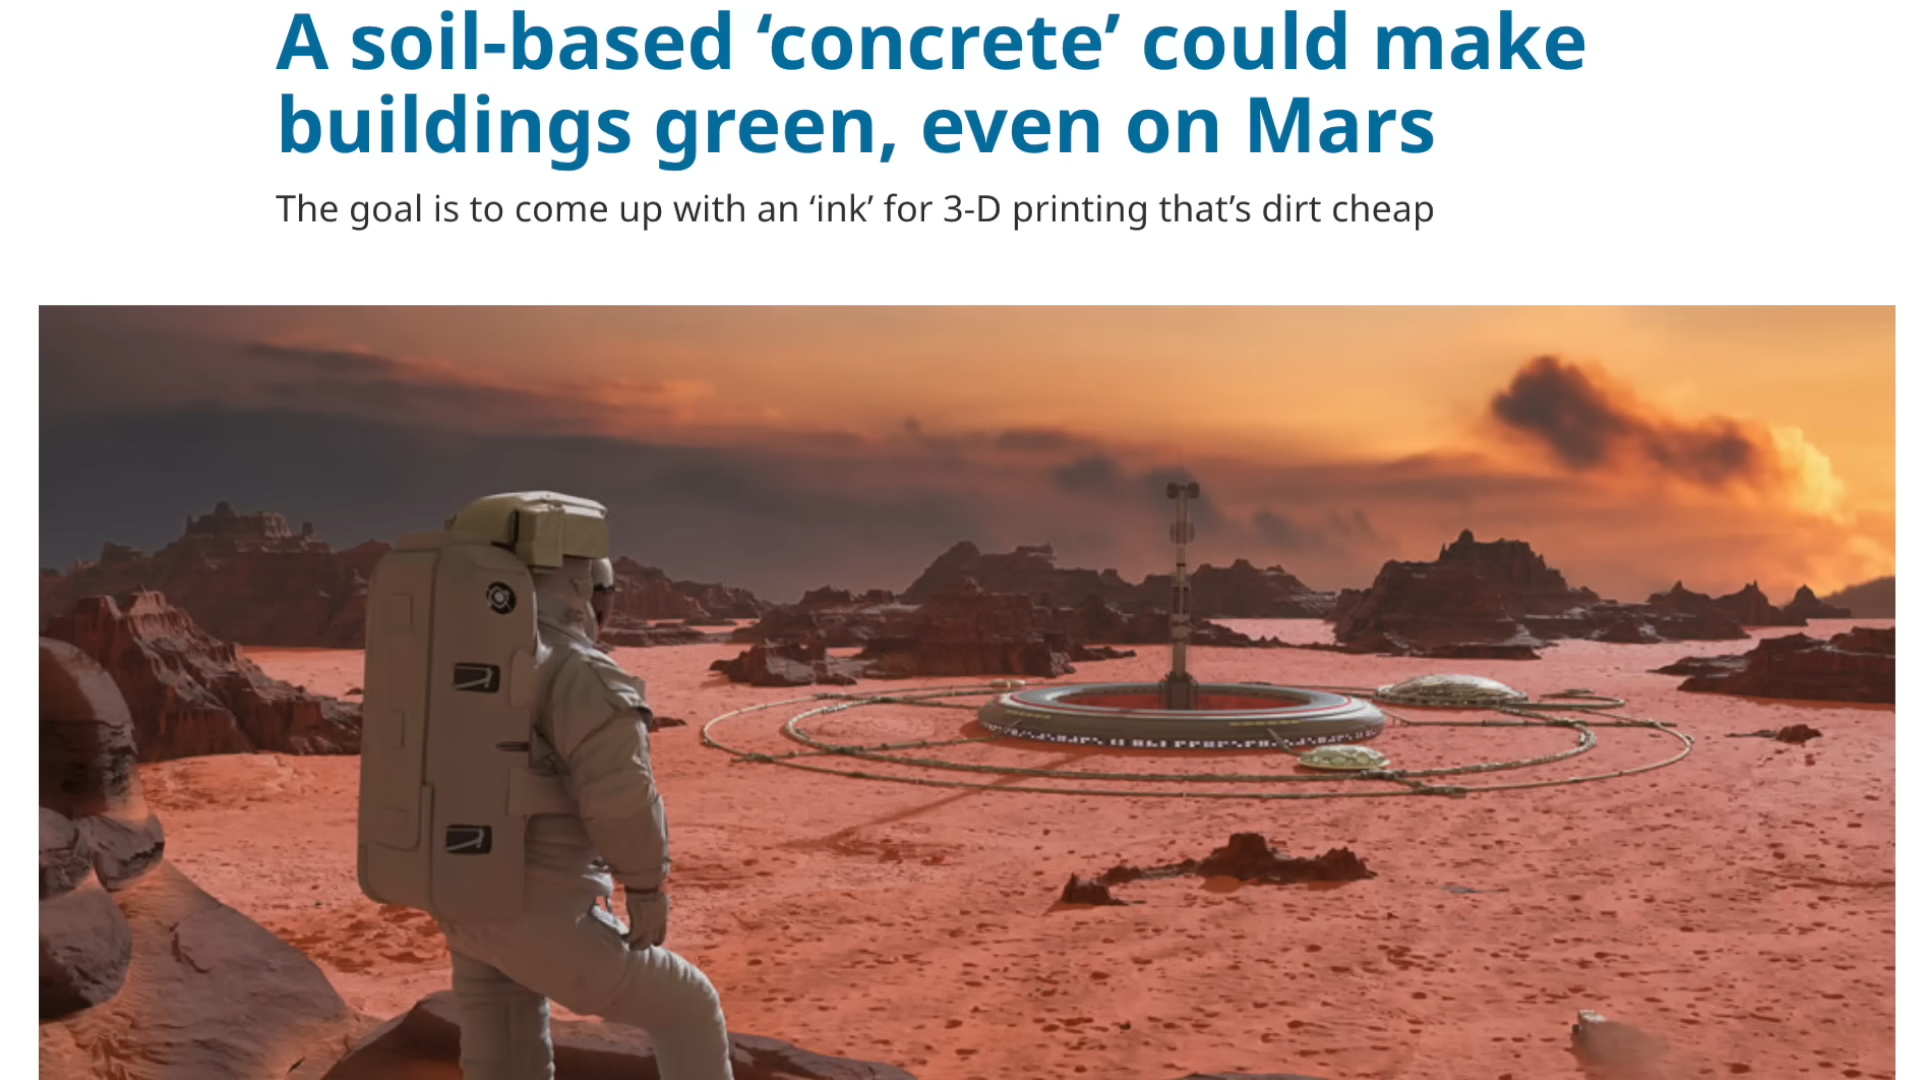 A soil-based ‘concrete’ could make
buildings green, even on Mars
The goal is to come up with an ‘ink’ for 3-D printing that’s dirt cheap